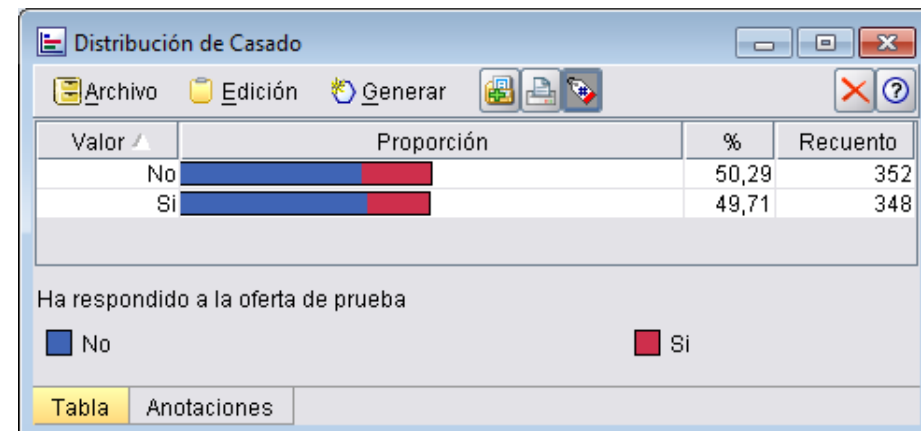 Distribución de Casado
Archivo Edición Generar
Valor Proporción % Recuento
No 50,29 352
Si 49,71 348
Ha respondido a la oferta de prueba
No Si
Tabla Anotaciones